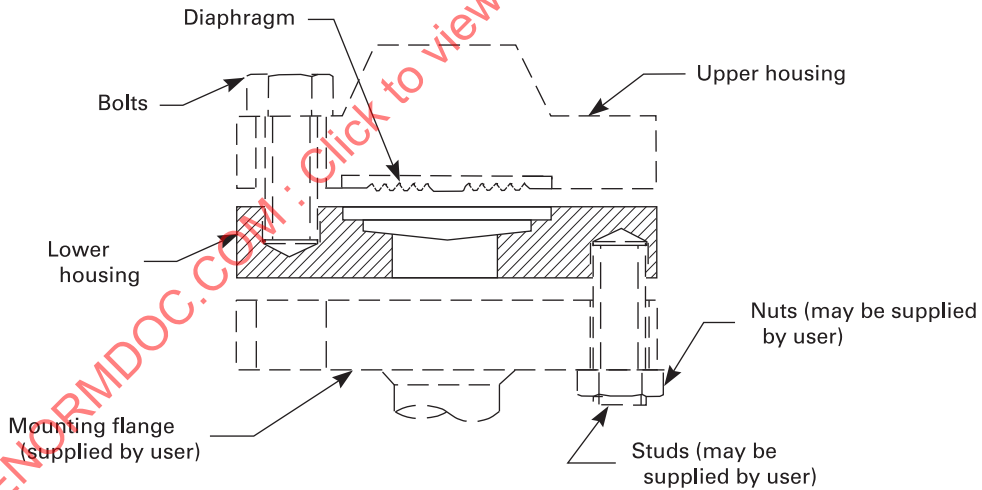 Diaphragm
Upper housing
Bolts
Lower
housing
Nuts (may be supplied
by user)
Mounting flange
(supplied by user)
Studs (may be
supplied by user)
ENORMDOC.COM : Click to view